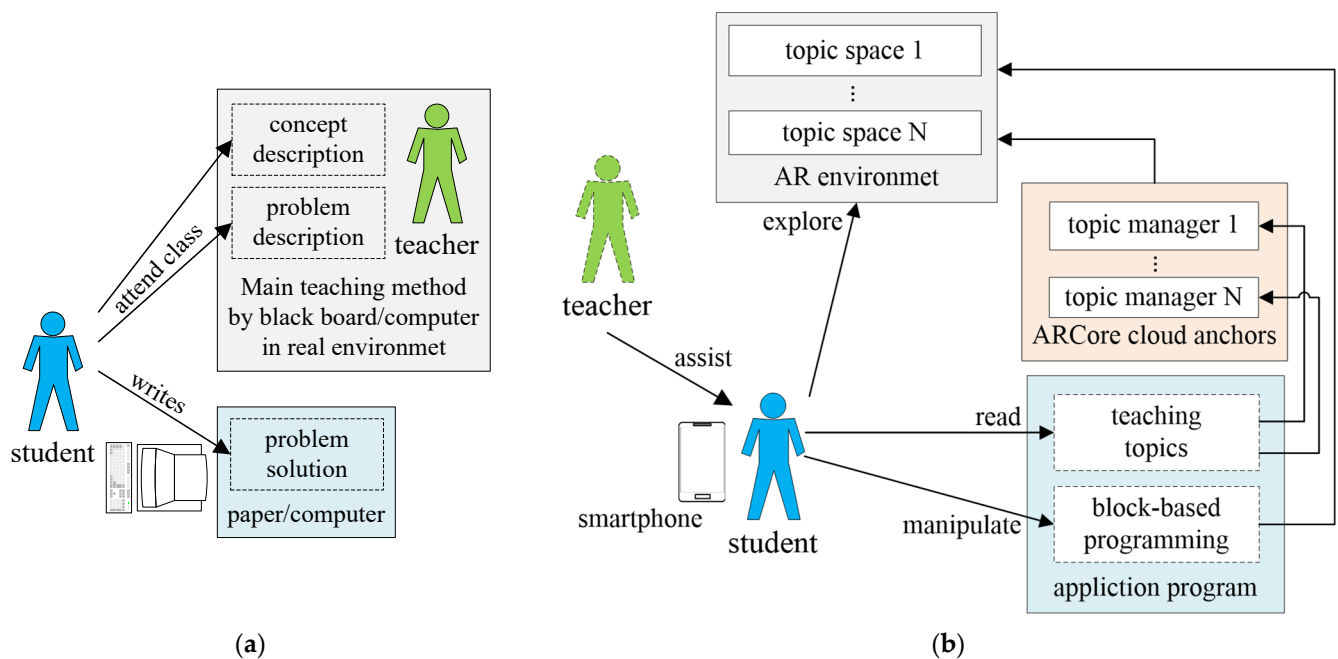 concept
description
problem
description
teacher
Main teaching method
by black board/computer
in real environmet
attend class
writes
student
problem
solution
paper/computer
(a)
topic space 1
⋮
topic space N
AR environmet
explore
teacher
assist
topic manager 1
⋮
topic manager N
ARCore cloud anchors
read
teaching
topics
smartphone
student
manipulate
block-based
programming
appliction program
(b)